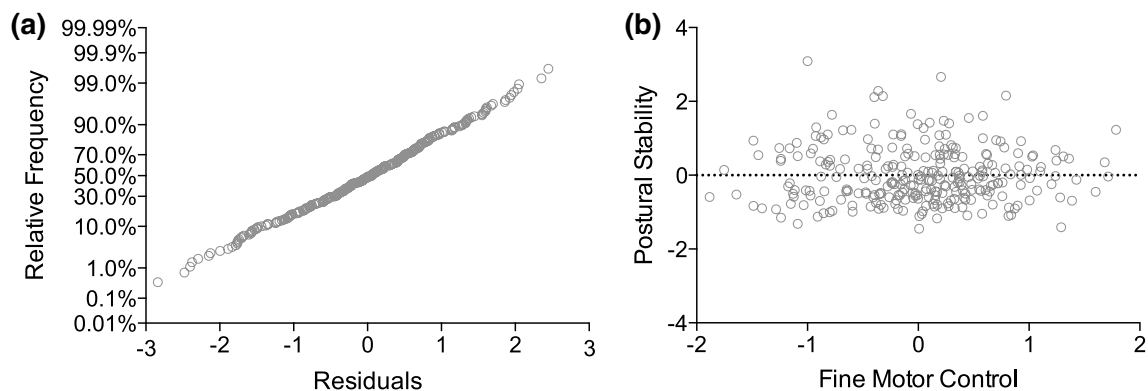 (a)
Relative Frequency
99.99%
99.9%
99.0%
90.0%
70.0%
50.0%
30.0%
10.0%
1.0%
0.1%
0.01%
-3 -2 -1 0 1 2 3
Residuals
(b)
Postural Stability
4
2
0
-2
-4
-2 -1 0 1 2
Fine Motor Control